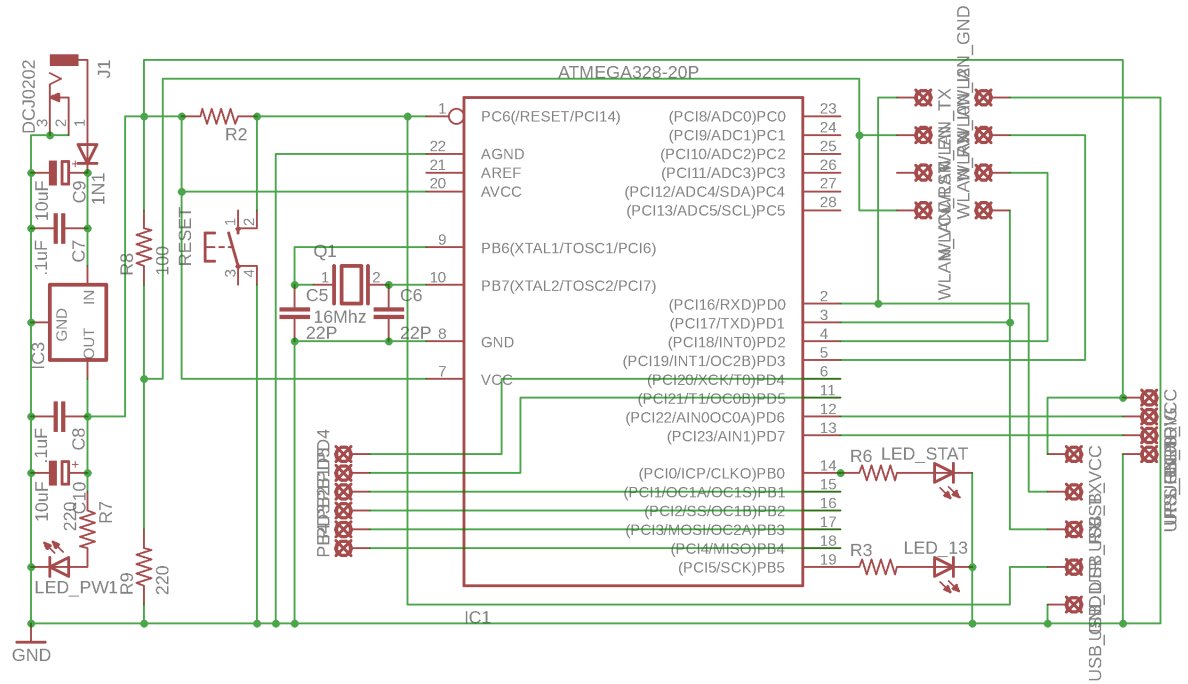 ATMEGA328-20P
DCJ0202
J1
3
2
1
10uF
C9
+
1N1
.1uF
C7
IN
GND
OUT
IC3
.1uF
C8
10uF
C10
+
220
R7
LED_PW1
GND
R8
100
R9
220
R2
RESET
1
2
3
4
Q1
1
2
16Mhz
C5
22P
C6
22P
1
PC6(/RESET/PCI14)
22
AGND
21
AREF
20
AVCC
9
PB6(XTAL1/TOSC1/PCI6)
10
PB7(XTAL2/TOSC2/PCI7)
8
GND
7
VCC
(PCI8/ADC0)PC0
23
(PCI9/ADC1)PC1
24
(PCI10/ADC2)PC2
25
(PCI11/ADC3)PC3
26
(PCI12/ADC4/SDA)PC4
27
(PCI13/ADC5/SCL)PC5
28
(PCI16/RXD)PD0
2
(PCI17/TXD)PD1
3
(PCI18/INT0)PD2
4
(PCI19/INT1/OC2B)PD3
5
(PCI20/XCK/T0)PD4
6
(PCI21/T1/OC0B)PD5
11
(PCI22/AIN0OC0A)PD6
12
(PCI23/AIN1)PD7
13
(PCI0/ICP/CLKO)PB0
14
(PCI1/OC1A/OC1S)PB1
15
(PCI2/SS/OC1B)PB2
16
(PCI3/MOSI/OC2A)PB3
17
(PCI4/MISO)PB4
18
(PCI5/SCK)PB5
19
IC1
R6
LED_STAT
R3
LED_13